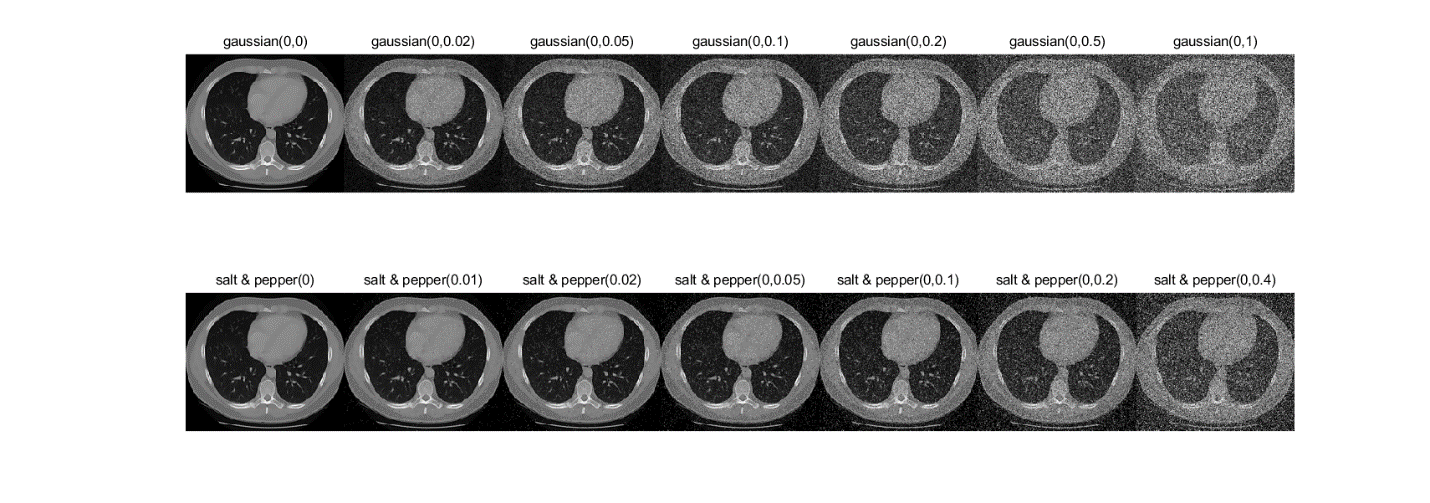 gaussian(0,0) gaussian(0,0.02) gaussian(0,0.05) gaussian(0,0.1) gaussian(0,0.2) gaussian(0,0.5) gaussian(0,1)
salt & pepper(0) salt & pepper(0.01) salt & pepper(0.02) salt & pepper(0,0.05) salt & pepper(0,0.1) salt & pepper(0,0.2) salt & pepper(0,0.4)